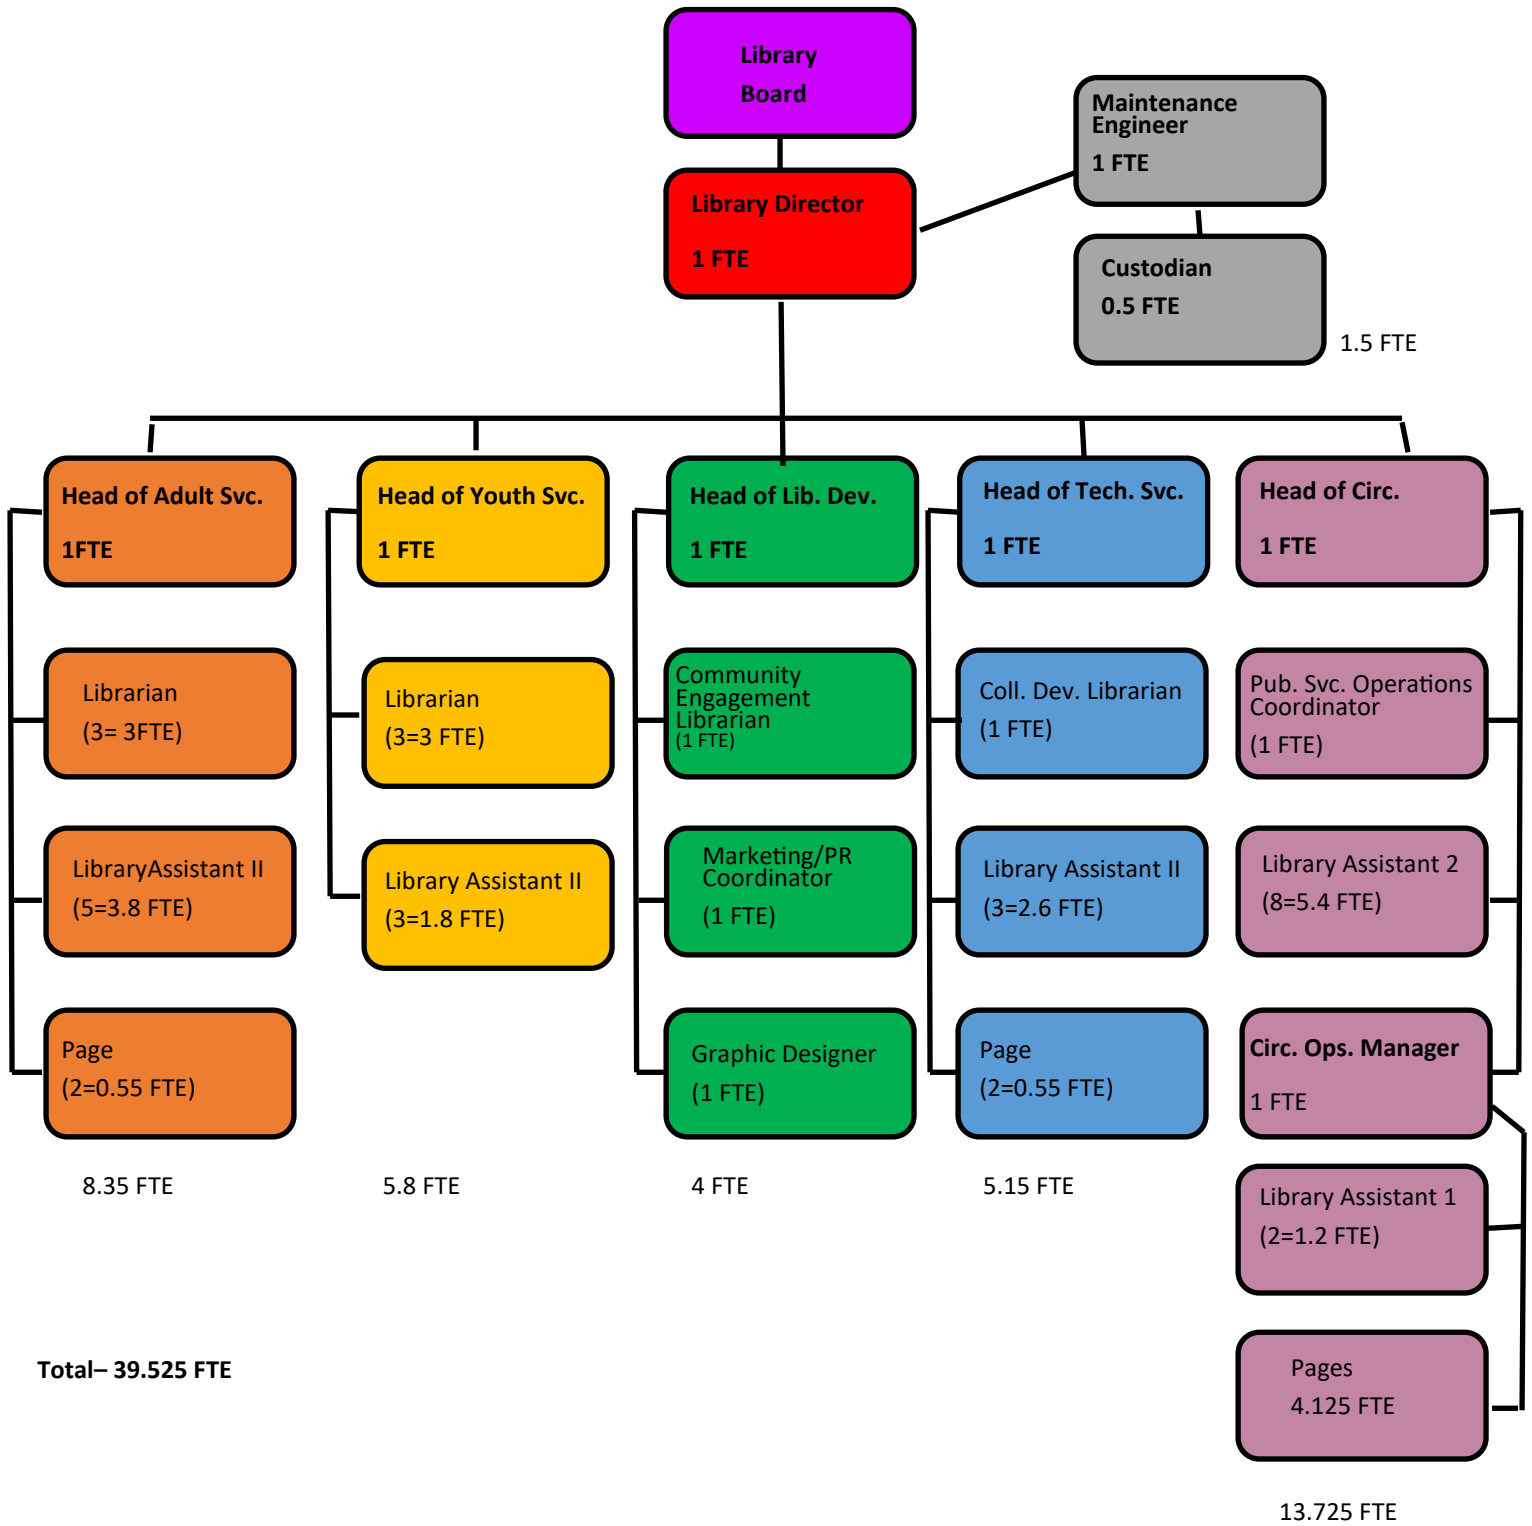 Library
Board
Maintenance
Engineer
1 FTE
Library Director
1 FTE
Custodian
0.5 FTE
1.5 FTE
Head of Adult Svc.
1FTE
Librarian
(3= 3FTE)
LibraryAssistant II
(5=3.8 FTE)
Page
(2=0.55 FTE)
8.35 FTE
Head of Youth Svc.
1 FTE
Librarian
(3=3 FTE)
Library Assistant II
(3=1.8 FTE)
5.8 FTE
Head of Lib. Dev.
1 FTE
Community
Engagement
Librarian
(1 FTE)
Marketing/PR
Coordinator
(1 FTE)
Graphic Designer
(1 FTE)
4 FTE
Head of Tech. Svc.
1 FTE
Coll. Dev. Librarian
(1 FTE)
Library Assistant II
(3=2.6 FTE)
Page
(2=0.55 FTE)
5.15 FTE
Head of Circ.
1 FTE
Pub. Svc. Operations
Coordinator
(1 FTE)
Library Assistant 2
(8=5.4 FTE)
Circ. Ops. Manager
1 FTE
Library Assistant 1
(2=1.2 FTE)
Pages
4.125 FTE
13.725 FTE
Total– 39.525 FTE